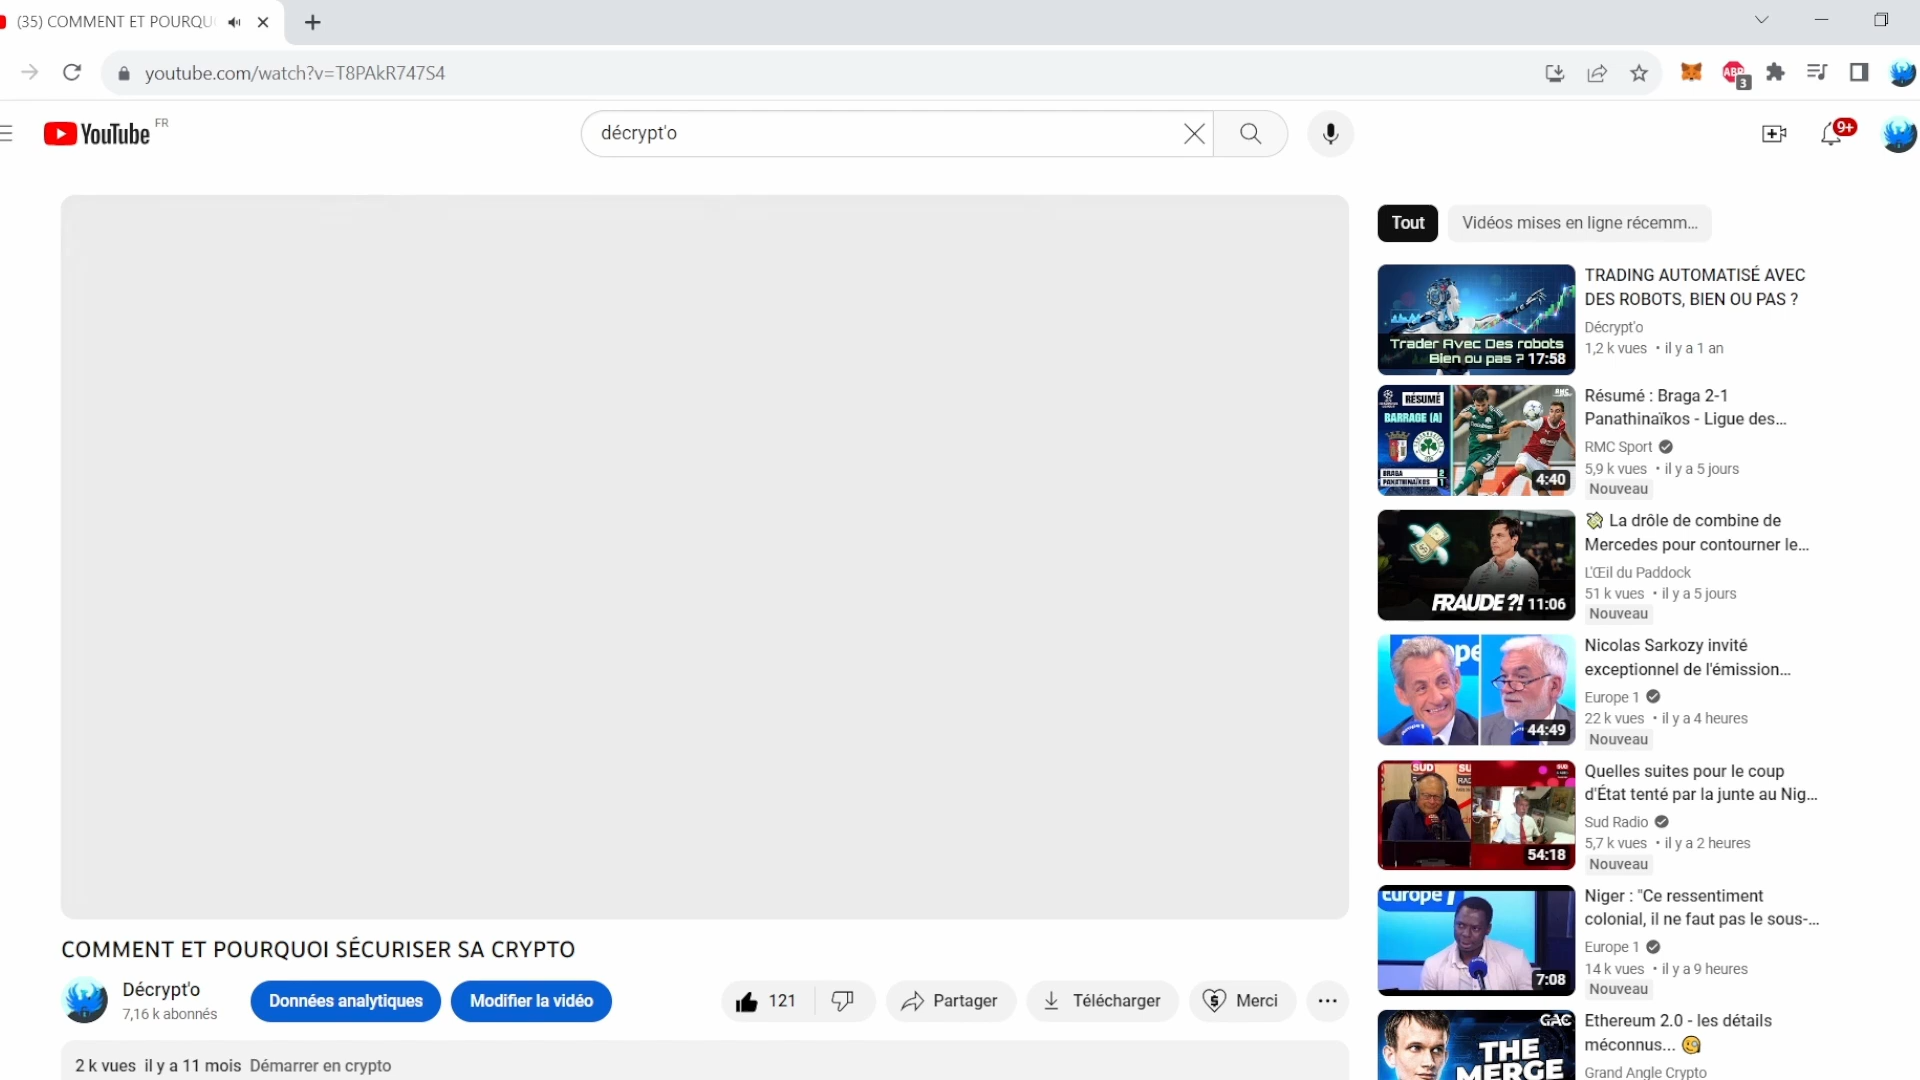 (35) COMMENT ET POURQU
youtube.com/watch?v=T8PAkR747S4
ABP
3
YouTube FR
décrypt'o
9+
Tout
Vidéos mises en ligne récemm...
Trader Avec Des robots
Bien ou pas ? 17:58
TRADING AUTOMATISÉ AVEC
DES ROBOTS, BIEN OU PAS ?
Décrypt'o
1,2 k vues • il y a 1 an
RÉSUMÉ
BARRAGE (A)
BRAGA 2
PANATHINAÏKOS 1
4:40
Résumé : Braga 2-1
Panathinaïkos - Ligue des...
RMC Sport
5,9 k vues • il y a 5 jours
Nouveau
FRAUDE ?! 11:06
💸 La drôle de combine de
Mercedes pour contourner le...
L'Œil du Paddock
51 k vues • il y a 5 jours
Nouveau
44:49
Nicolas Sarkozy invité
exceptionnel de l'émission...
Europe 1
22 k vues • il y a 4 heures
Nouveau
SUD
54:18
Quelles suites pour le coup
d'État tenté par la junte au Nig...
Sud Radio
5,7 k vues • il y a 2 heures
Nouveau
Europe 1
7:08
Niger : "Ce ressentiment
colonial, il ne faut pas le sous-...
Europe 1
14 k vues • il y a 9 heures
Nouveau
GAC
THE
MERGE
Ethereum 2.0 - les détails
méconnus... 🧐
Grand Angle Crypto
COMMENT ET POURQUOI SÉCURISER SA CRYPTO
Décrypt'o
7,16 k abonnés
Données analytiques
Modifier la vidéo
121
Partager
Télécharger
Merci
2 k vues il y a 11 mois Démarrer en crypto